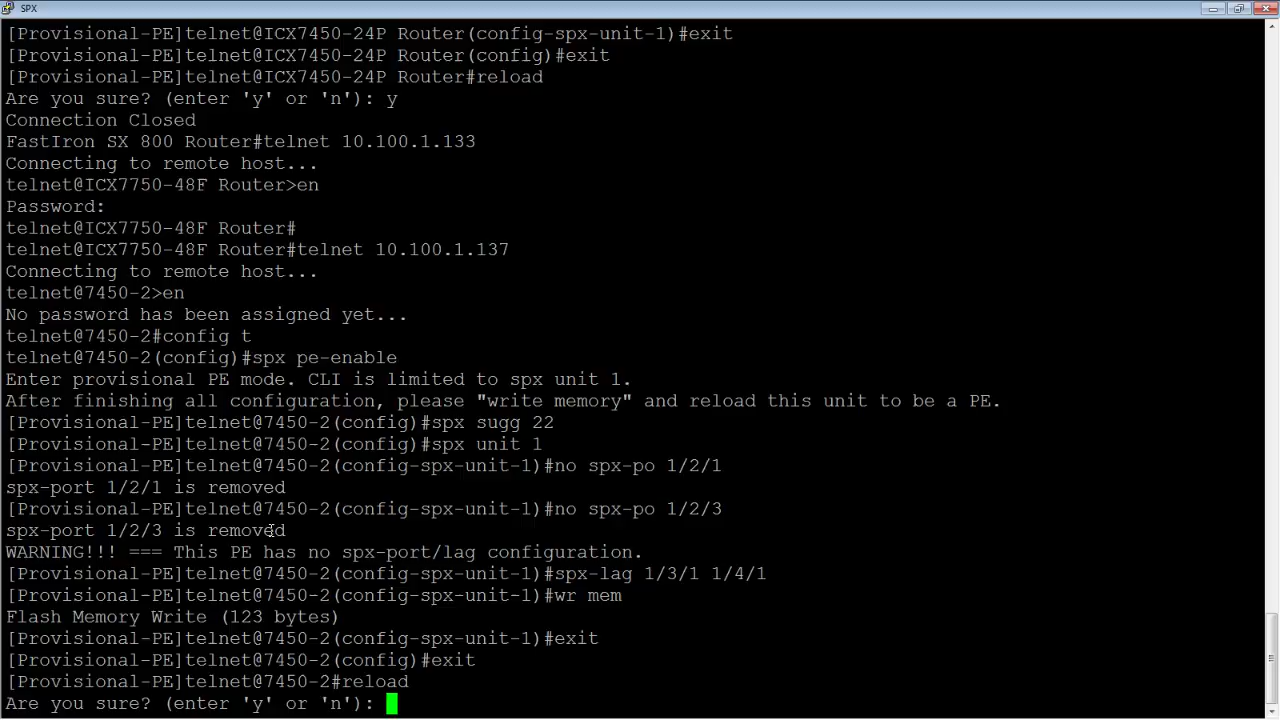 SPX
[Provisional-PE]telnet@ICX7450-24P Router(config-spx-unit-1)#exit
[Provisional-PE]telnet@ICX7450-24P Router(config)#exit
[Provisional-PE]telnet@ICX7450-24P Router#reload
Are you sure? (enter 'y' or 'n'): y
Connection Closed
FastIron SX 800 Router#telnet 10.100.1.133
Connecting to remote host...
telnet@ICX7750-48F Router>en
Password:
telnet@ICX7750-48F Router#
telnet@ICX7750-48F Router#telnet 10.100.1.137
Connecting to remote host...
telnet@7450-2>en
No password has been assigned yet...
telnet@7450-2#config t
telnet@7450-2(config)#spx pe-enable
Enter provisional PE mode. CLI is limited to spx unit 1.
After finishing all configuration, please "write memory" and reload this unit to be a PE.
[Provisional-PE]telnet@7450-2(config)#spx sugg 22
[Provisional-PE]telnet@7450-2(config)#spx unit 1
[Provisional-PE]telnet@7450-2(config-spx-unit-1)#no spx-po 1/2/1
spx-port 1/2/1 is removed
[Provisional-PE]telnet@7450-2(config-spx-unit-1)#no spx-po 1/2/3
spx-port 1/2/3 is removed
WARNING!!! === This PE has no spx-port/lag configuration.
[Provisional-PE]telnet@7450-2(config-spx-unit-1)#spx-lag 1/3/1 1/4/1
[Provisional-PE]telnet@7450-2(config-spx-unit-1)#wr mem
Flash Memory Write (123 bytes)
[Provisional-PE]telnet@7450-2(config-spx-unit-1)#exit
[Provisional-PE]telnet@7450-2(config)#exit
[Provisional-PE]telnet@7450-2#reload
Are you sure? (enter 'y' or 'n'):